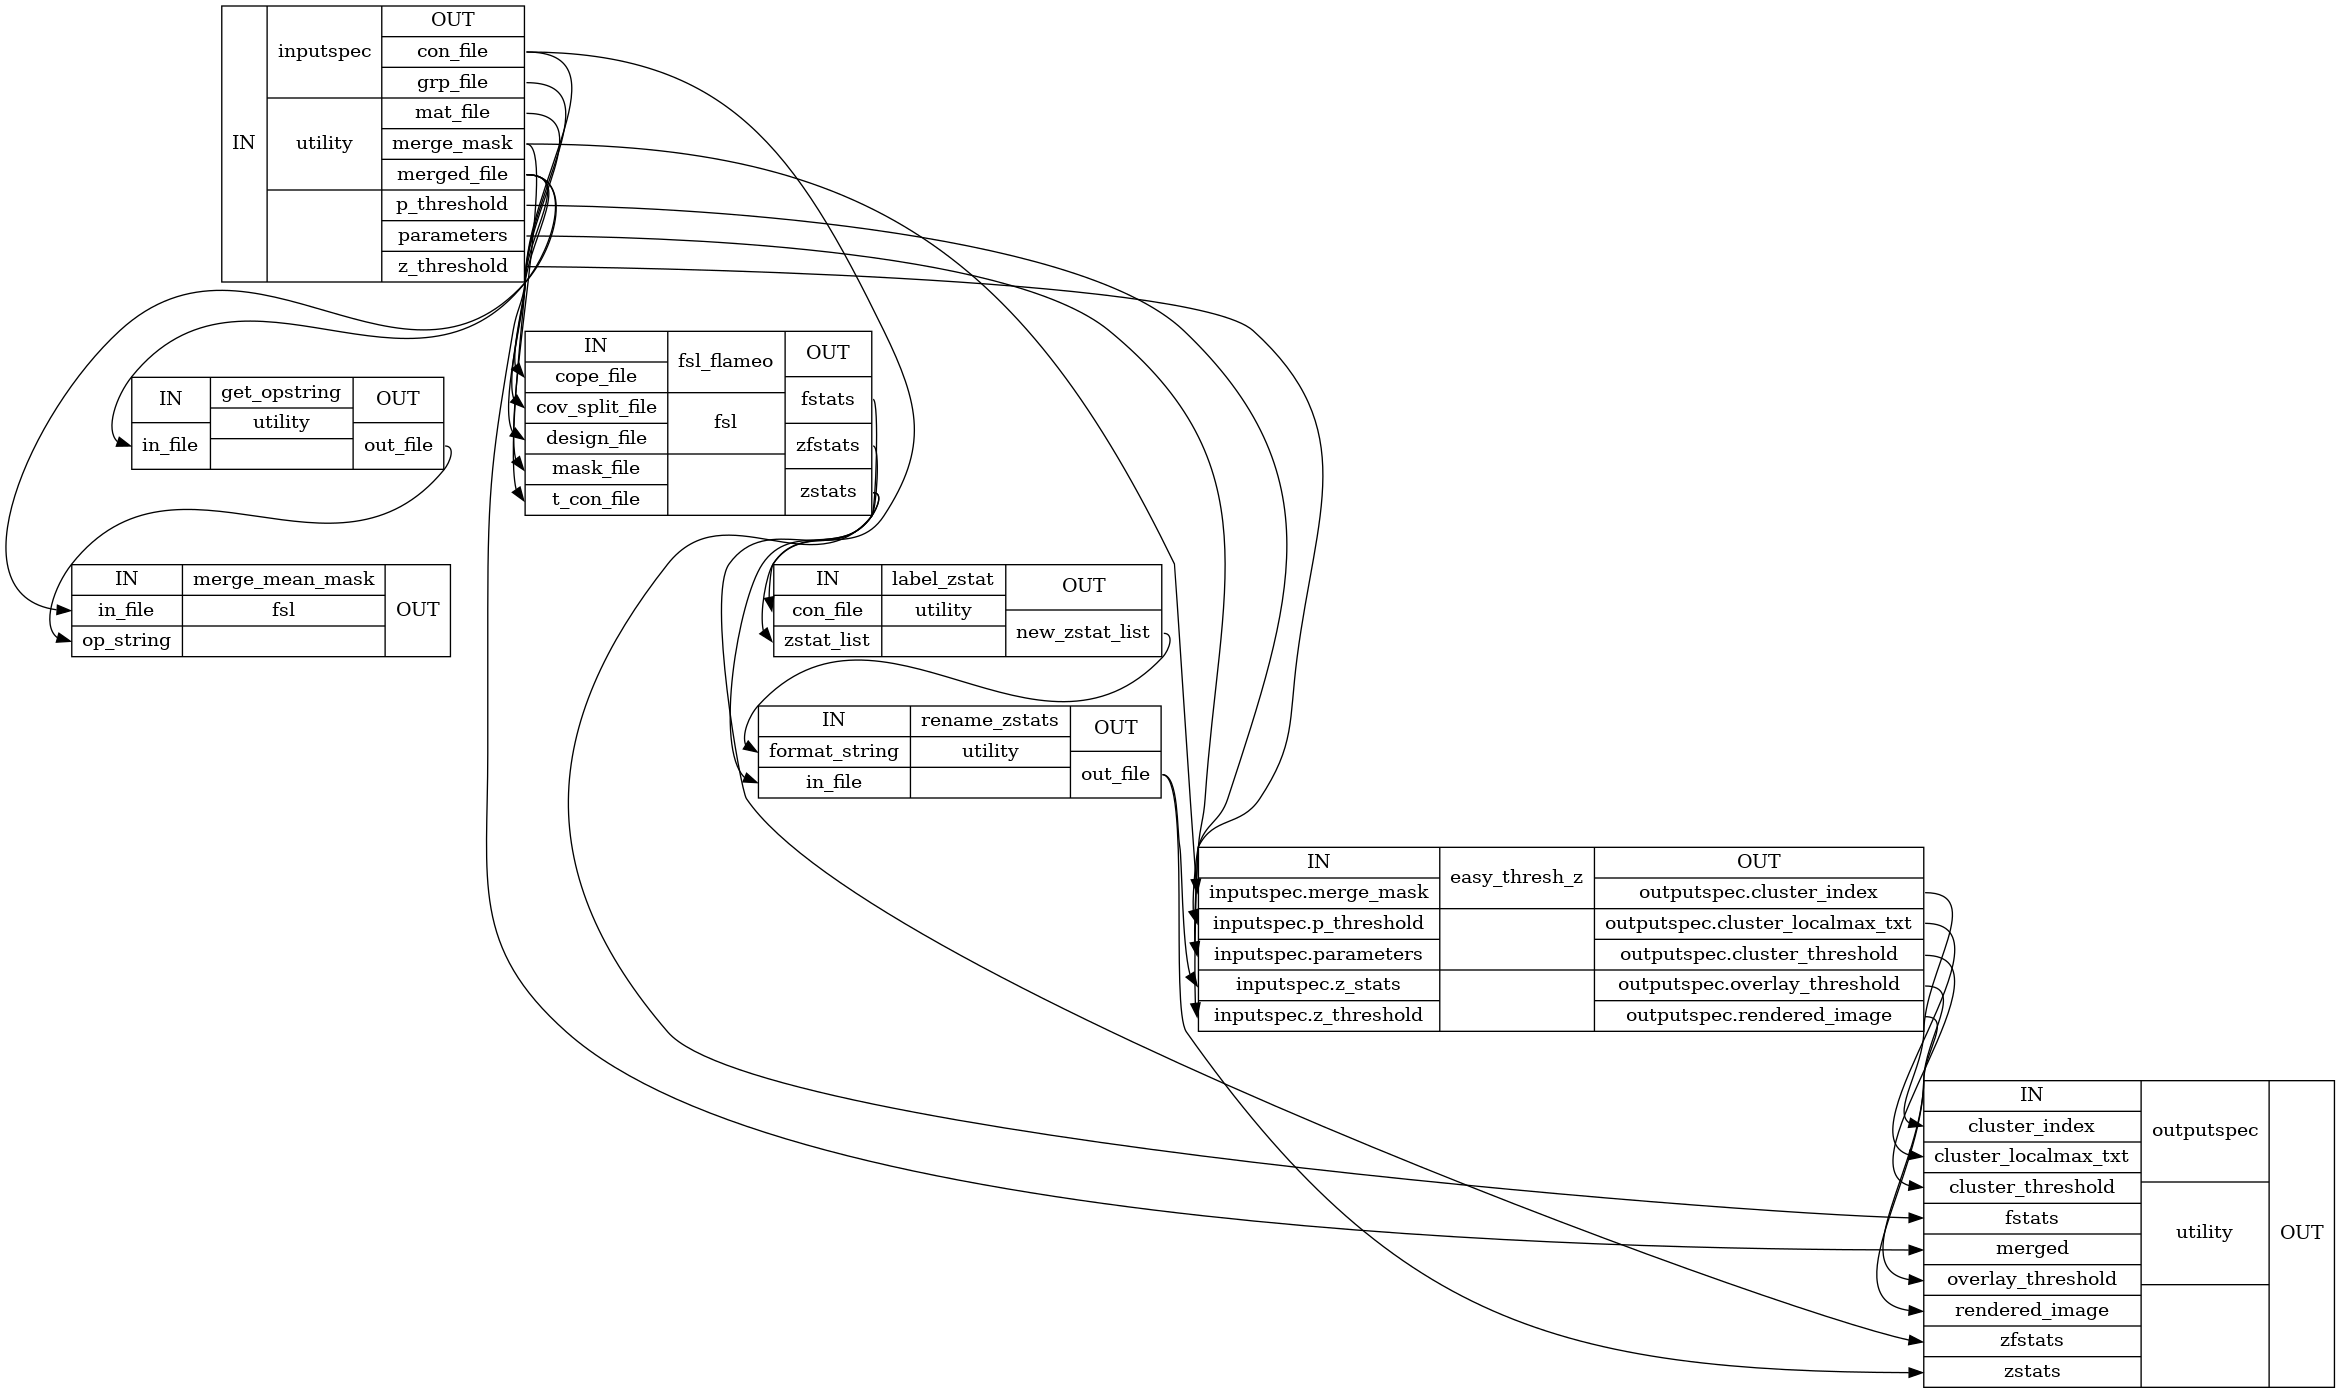 IN
inputspec
utility
OUT
con_file
grp_file
mat_file
merge_mask
merged_file
p_threshold
parameters
z_threshold
IN
cope_file
cov_split_file
design_file
mask_file
t_con_file
fsl_flameo
fsl
OUT
fstats
zfstats
zstats
IN
in_file
get_opstring
utility
OUT
out_file
IN
in_file
op_string
merge_mean_mask
fsl
OUT
IN
con_file
zstat_list
label_zstat
utility
OUT
new_zstat_list
IN
format_string
in_file
rename_zstats
utility
OUT
out_file
IN
inputspec.merge_mask
inputspec.p_threshold
inputspec.parameters
inputspec.z_stats
inputspec.z_threshold
easy_thresh_z
OUT
outputspec.cluster_index
outputspec.cluster_localmax_txt
outputspec.cluster_threshold
outputspec.overlay_threshold
outputspec.rendered_image
IN
cluster_index
cluster_localmax_txt
cluster_threshold
fstats
merged
overlay_threshold
rendered_image
zfstats
zstats
outputspec
utility
OUT